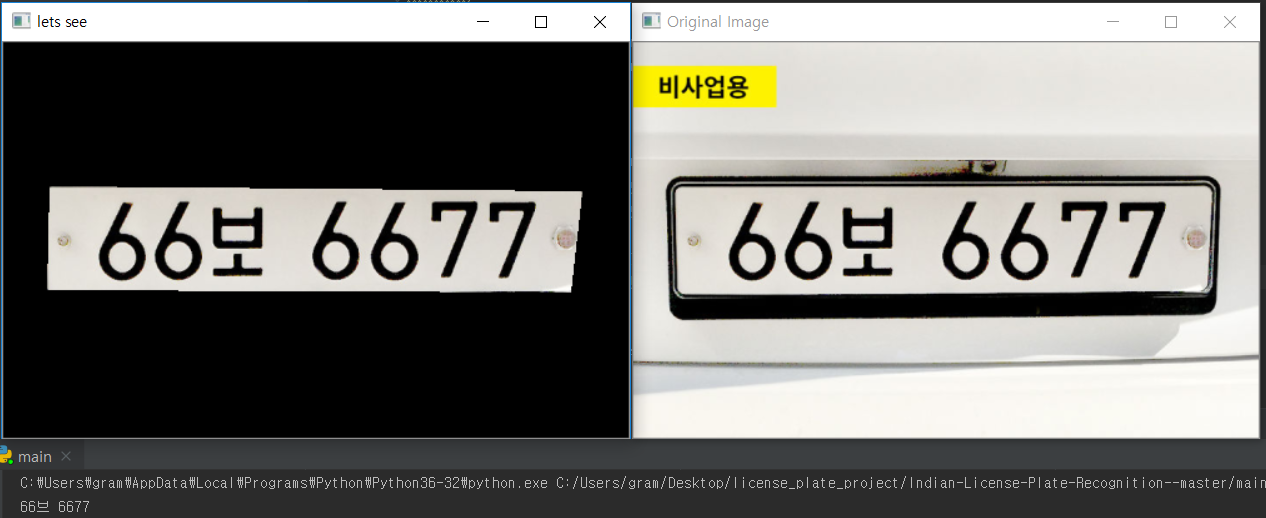 lets see
Original Image
비사업용
66보 6677
66보 6677
main
C:₩Users₩gram₩AppData₩Local₩Programs₩Python₩Python36-32₩python.exe C:/Users/gram/Desktop/license_plate_project/Indian-License-Plate-Recognition--master/main
66브 6677